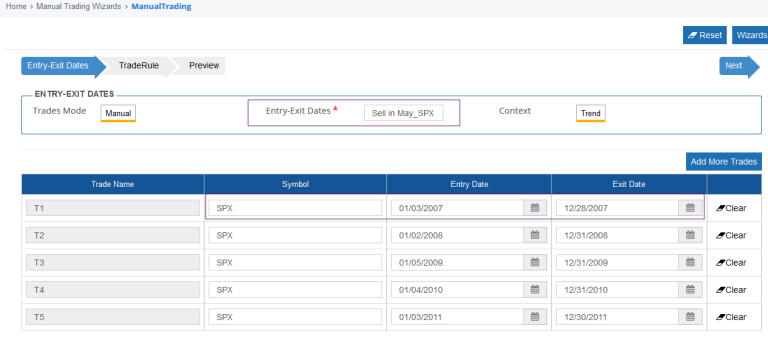 Home › Manual Trading Wizards › ManualTrading
Reset Wizards
Entry-Exit Dates TradeRule Preview Next
ENTRY-EXIT DATES
Trades Mode Manual Entry-Exit Dates * Sell in May_SPX Context Trend
Add More Trades
Trade Name Symbol Entry Date Exit Date
T1 SPX 01/03/2007 12/28/2007 Clear
T2 SPX 01/02/2008 12/31/2008 Clear
T3 SPX 01/05/2009 12/31/2009 Clear
T4 SPX 01/04/2010 12/31/2010 Clear
T5 SPX 01/03/2011 12/30/2011 Clear